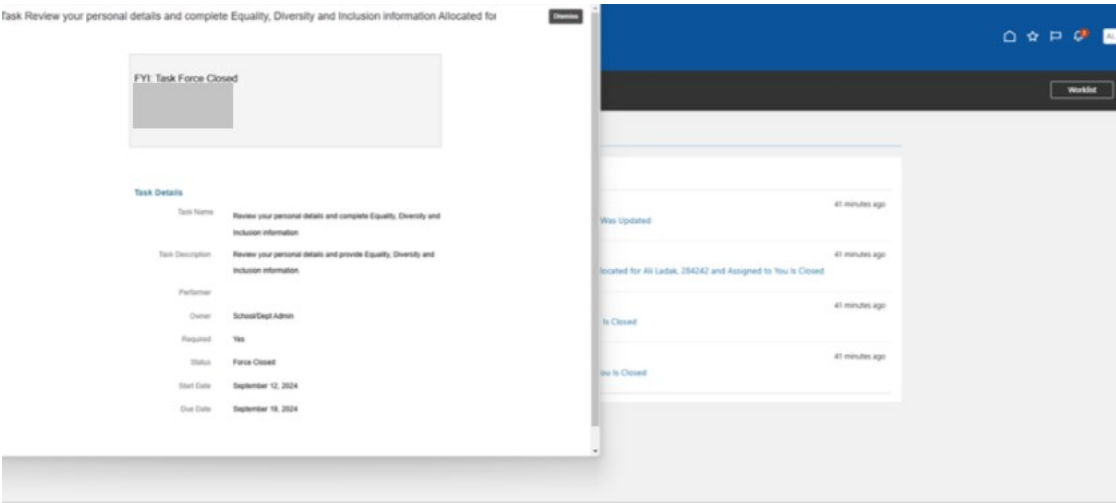 Task Review your personal details and complete Equality, Diversity and Inclusion information Allocated for
Dismiss
FYI: Task Force Closed
Task Details
Task Name Review your personal details and complete Equality, Diversity and
Inclusion information
Task Description Review your personal details and provide Equality, Diversity and
Inclusion information.
Performer
Owner School/Dept Admin
Required Yes
Status Force Closed
Start Date September 12, 2024
Due Date September 19, 2024
AL
Worklist
41 minutes ago
Was Updated
41 minutes ago
located for Ali Ladak, 284242 and Assigned to You Is Closed
41 minutes ago
Is Closed
41 minutes ago
ou Is Closed